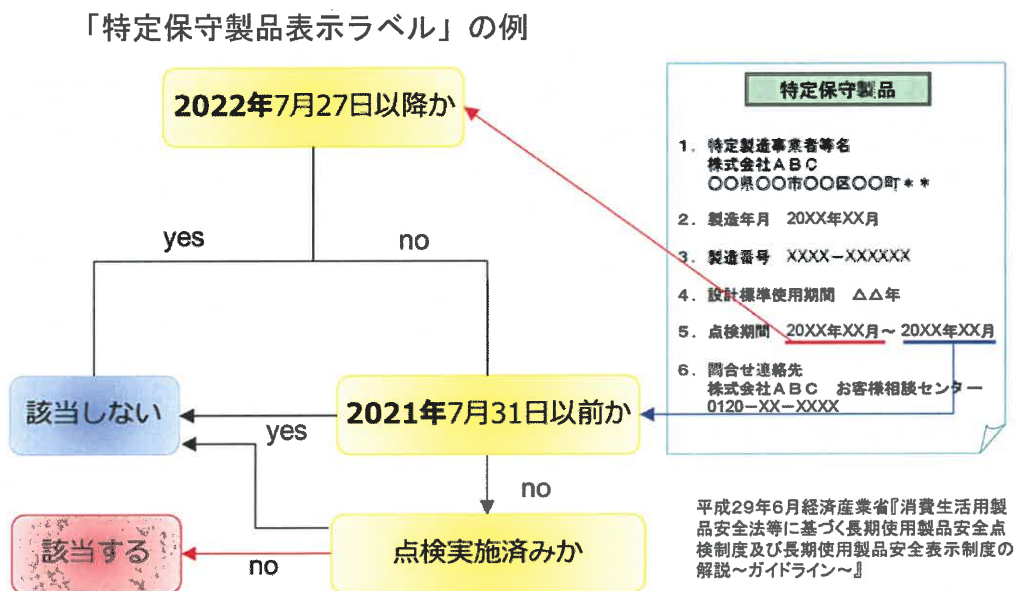 「特定保守製品表示ラベル」の例
2022年7月27日以降か
yes
no
該当しない
2021年7月31日以前か
yes
no
該当する
no
点検実施済みか
特定保守製品
1. 特定製造事業者等名
株式会社ABC
〇〇県〇〇市〇〇区〇〇町**
2. 製造年月 20XX年XX月
3. 製造番号 XXXX-XXXXXX
4. 設計標準使用期間 △△年
5. 点検期間 20XX年XX月~20XX年XX月
6. 問合せ連絡先
株式会社ABC お客様相談センター
0120-XX-XXXX
平成29年6月経済産業省『消費生活用製
品安全法等に基づく長期使用製品安全点
検制度及び長期使用製品安全表示制度の
解説~ガイドライン~』